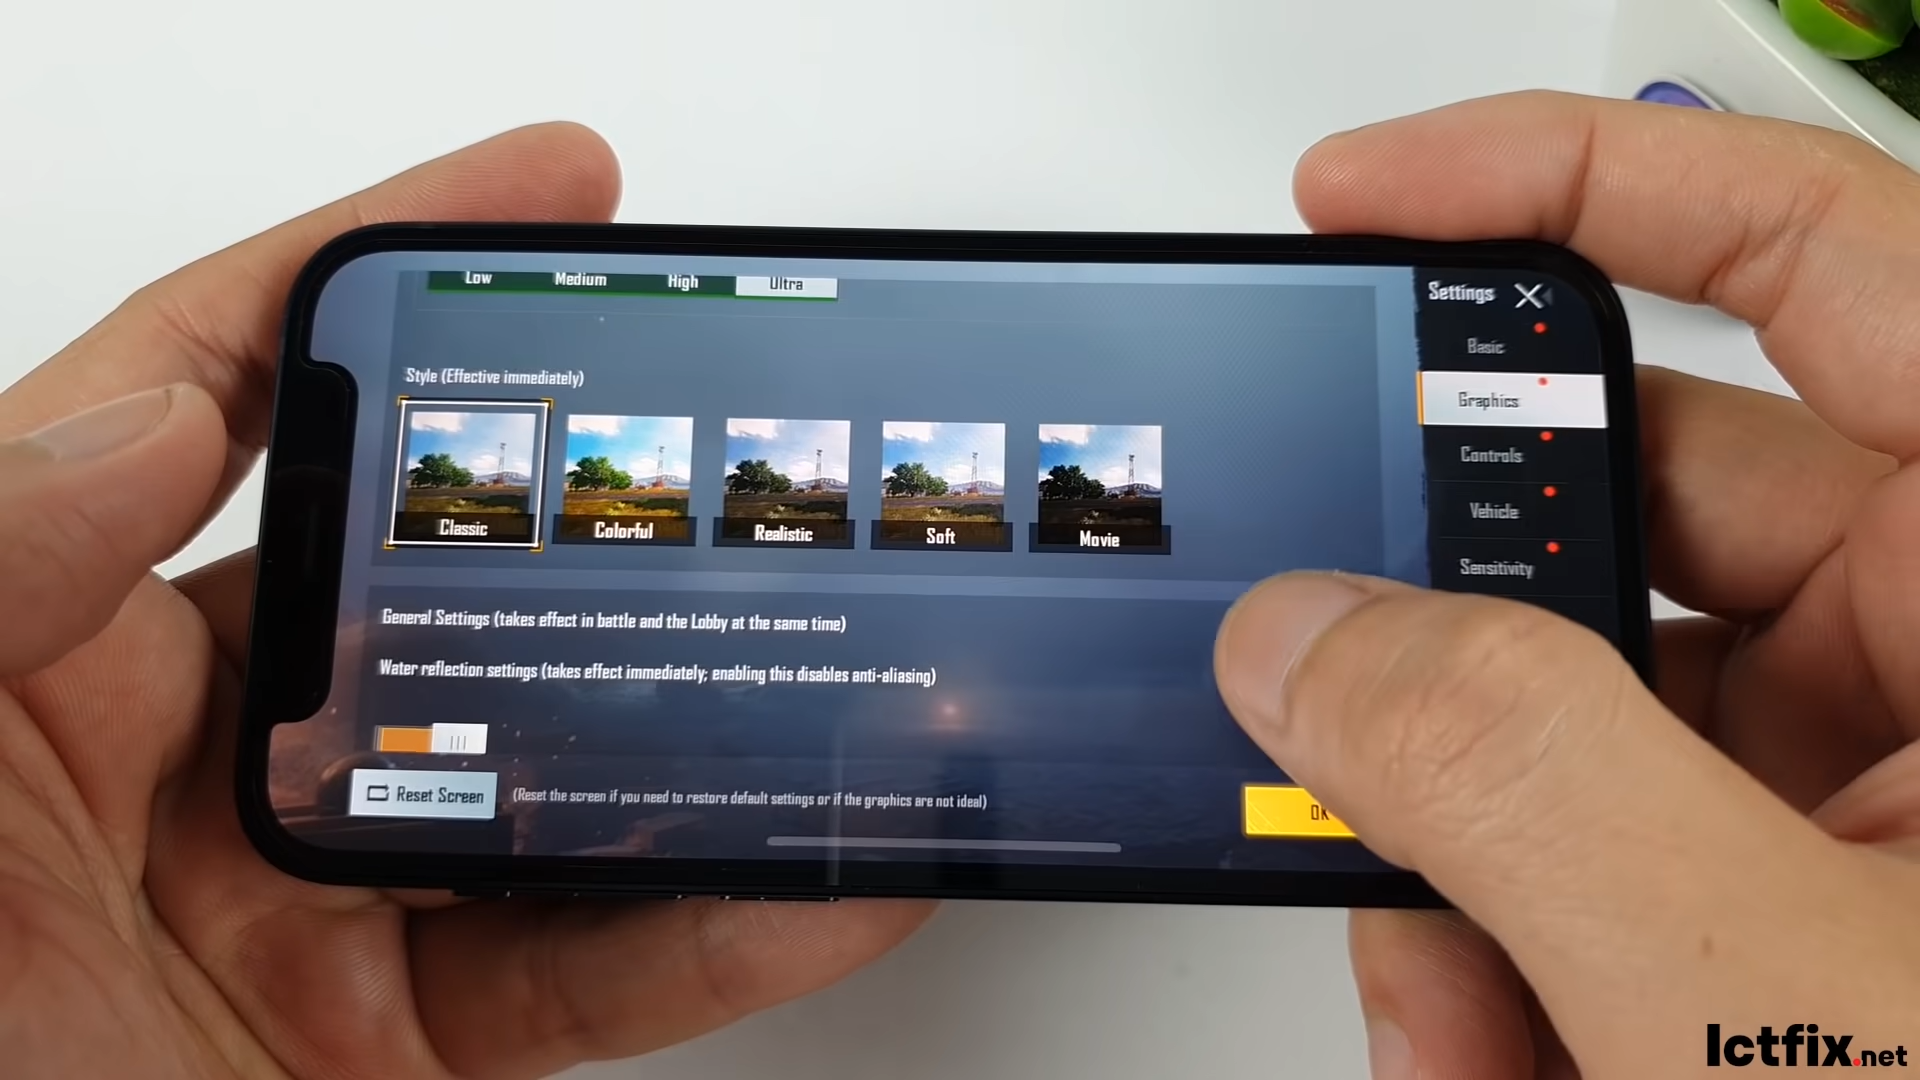 Low Medium High Ultra
Settings
Basic
Style (Effective immediately)
Graphics
Controls
Vehicle
Classic Colorful Realistic Soft Movie
Sensitivity
General Settings (takes effect in battle and the Lobby at the same time)
Water reflection settings (takes effect immediately; enabling this disables anti-aliasing)
Reset Screen (Reset the screen if you need to restore default settings or if the graphics are not ideal)
OK
Ictfix.net